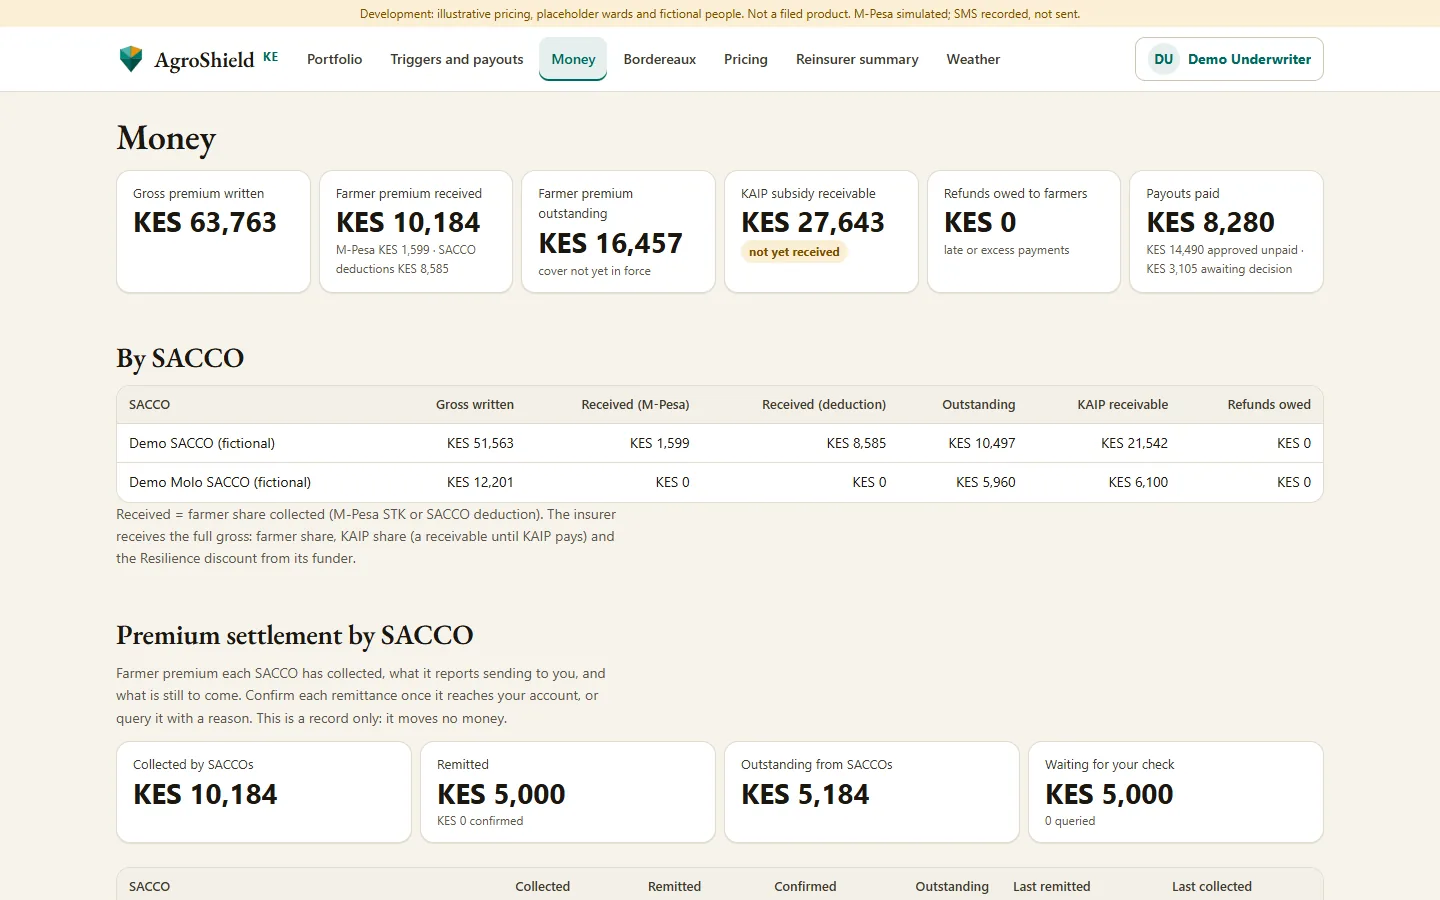 Development: illustrative pricing, placeholder wards and fictional people. Not a filed product. M-Pesa simulated; SMS recorded, not sent.
AgroShield KE Portfolio Triggers and payouts Money Bordereaux Pricing Reinsurer summary Weather DU Demo Underwriter
Money
Gross premium written
KES 63,763
Farmer premium received
KES 10,184
M-Pesa KES 1,599 · SACCO
deductions KES 8,585
Farmer premium
outstanding
KES 16,457
cover not yet in force
KAIP subsidy receivable
KES 27,643
not yet received
Refunds owed to farmers
KES 0
late or excess payments
Payouts paid
KES 8,280
KES 14,490 approved unpaid ·
KES 3,105 awaiting decision
By SACCO
SACCO Gross written Received (M-Pesa) Received (deduction) Outstanding KAIP receivable Refunds owed
Demo SACCO (fictional) KES 51,563 KES 1,599 KES 8,585 KES 10,497 KES 21,542 KES 0
Demo Molo SACCO (fictional) KES 12,201 KES 0 KES 0 KES 5,960 KES 6,100 KES 0
Received = farmer share collected (M-Pesa STK or SACCO deduction). The insurer
receives the full gross: farmer share, KAIP share (a receivable until KAIP pays) and
the Resilience discount from its funder.
Premium settlement by SACCO
Farmer premium each SACCO has collected, what it reports sending to you, and
what is still to come. Confirm each remittance once it reaches your account, or
query it with a reason. This is a record only: it moves no money.
Collected by SACCOs
KES 10,184
Remitted
KES 5,000
KES 0 confirmed
Outstanding from SACCOs
KES 5,184
Waiting for your check
KES 5,000
0 queried
SACCO Collected Remitted Confirmed Outstanding Last remitted Last collected